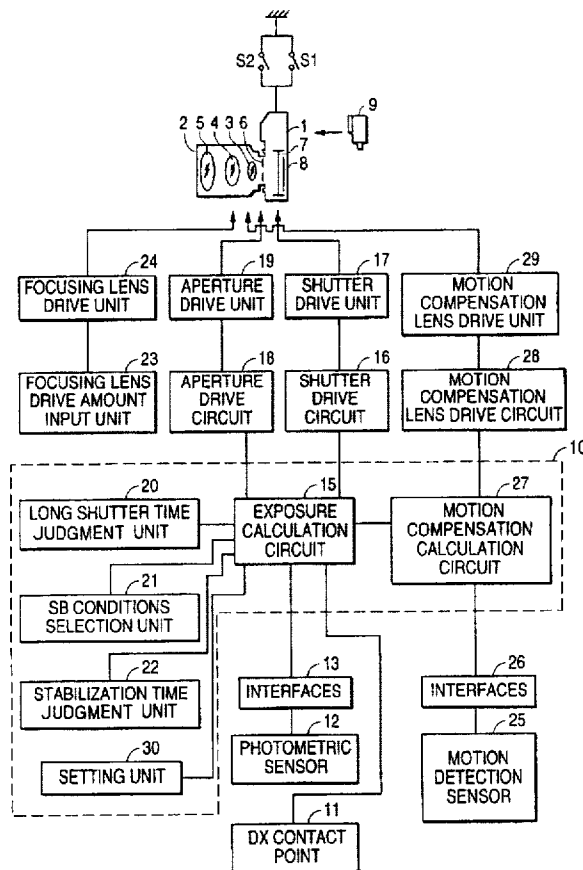 S2
S1
9
1
2
5
4
3
6
7
8
24
19
17
29
FOCUSING LENS
DRIVE UNIT
APERTURE
DRIVE UNIT
SHUTTER
DRIVE UNIT
MOTION
COMPENSATION
LENS DRIVE UNIT
23
18
16
28
FOCUSING LENS
DRIVE AMOUNT
INPUT UNIT
APERTURE
DRIVE
CIRCUIT
SHUTTER
DRIVE
CIRCUIT
MOTION
COMPENSATION
LENS DRIVE CIRCUIT
10
20
15
27
LONG SHUTTER TIME
JUDGMENT UNIT
EXPOSURE
CALCULATION
CIRCUIT
MOTION
COMPENSATION
CALCULATION
CIRCUIT
21
SB CONDITIONS
SELECTION UNIT
22
STABILIZATION TIME
JUDGMENT UNIT
13
INTERFACES
26
INTERFACES
30
SETTING UNIT
12
PHOTOMETRIC
SENSOR
25
MOTION
DETECTION
SENSOR
11
DX CONTACT
POINT